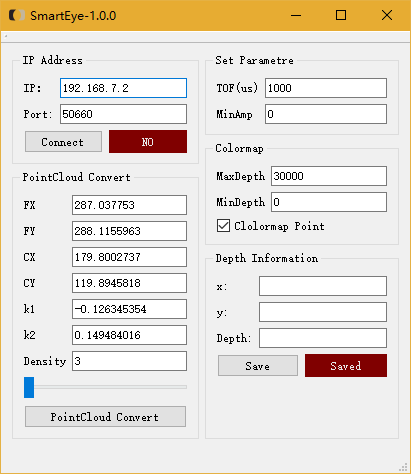 SmartEye-1.0.0
IP Address
IP: 192.168.7.2
Port: 50660
Connect NO
PointCloud Convert
FX 287.037753
FY 288.1155963
CX 179.8002737
CY 119.8945818
k1 -0.126345354
k2 0.149484016
Density 3
PointCloud Convert
Set Parametre
TOF(us) 1000
MinAmp 0
Colormap
MaxDepth 30000
MinDepth 0
Clolormap Point
Depth Information
x:
y:
Depth:
Save Saved